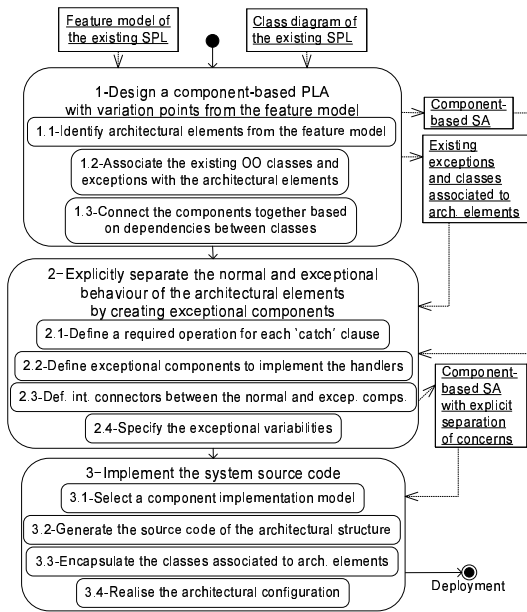 Feature model of
the existing SPL
Class diagram of
the existing SPL
1-Design a component-based PLA
with variation points from the feature model
1.1-Identify architectural elements from the feature model
1.2-Associate the existing OO classes and
exceptions with the architectural elements
1.3-Connect the components together based
on dependencies between classes
Component-
based SA
Existing
exceptions
and classes
associated to
arch. elements
2-Explicitly separate the normal and exceptional
behaviour of the architectural elements
by creating exceptional components
2.1-Define a required operation for each 'catch' clause
2.2-Define exceptional components to implement the handlers
2.3-Def. int. connectors between the normal and excep. comps.
2.4-Specify the exceptional variabilities
Component-
based SA
with explicit
separation
of concerns
3-Implement the system source code
3.1-Select a component implementation model
3.2-Generate the source code of the architectural structure
3.3-Encapsulate the classes associated to arch. elements
3.4-Realise the architectural configuration
Deployment